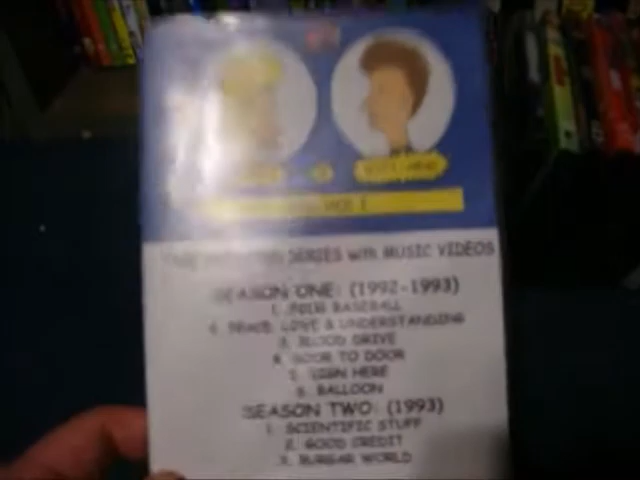 VOL 1
SERIES with MUSIC VIDEOS
SEASON ONE: (1992-1993)
1. FROG BASEBALL
2. PEACE, LOVE & UNDERSTANDING
3. BLOOD DRIVE
4. DOOR TO DOOR
5. SIGN HERE
6. BALLOON
SEASON TWO: (1993)
1. SCIENTIFIC STUFF
2. GOOD CREDIT
3. BURGER WORLD